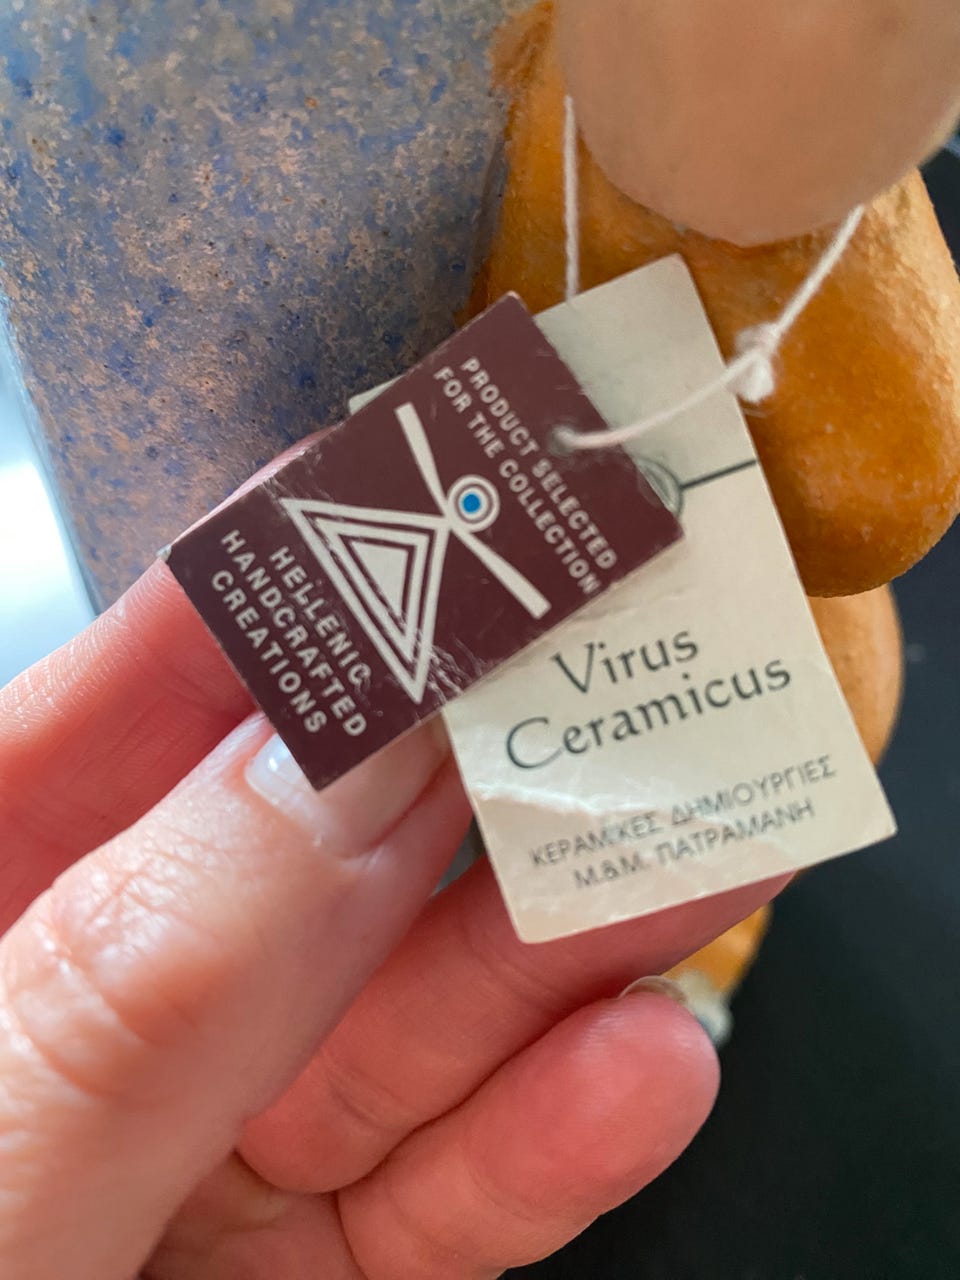 PRODUCT SELECTED
FOR THE COLLECTION
HELLENIC
HANDCRAFTED
CREATIONS
Virus
Ceramicus
ΚΕΡΑΜΙΚΕΣ ΔΗΜΙΟΥΡΓΙΕΣ
Μ.&Μ. ΠΑΤΡΑΜΑΝΗ